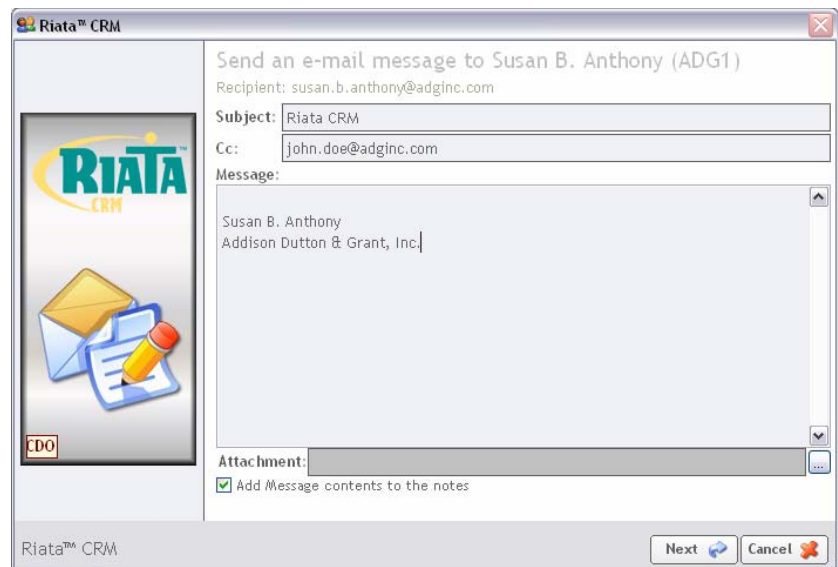 Riata™ CRM
Send an e-mail message to Susan B. Anthony (ADG1)
Recipient: susan.b.anthony@adginc.com
Subject: Riata CRM
Cc: john.doe@adginc.com
Message:
Susan B. Anthony
Addison Dutton & Grant, Inc.
RIATA™
CRM
CDO
Attachment: ...
Add Message contents to the notes
Riata™ CRM
Next Cancel